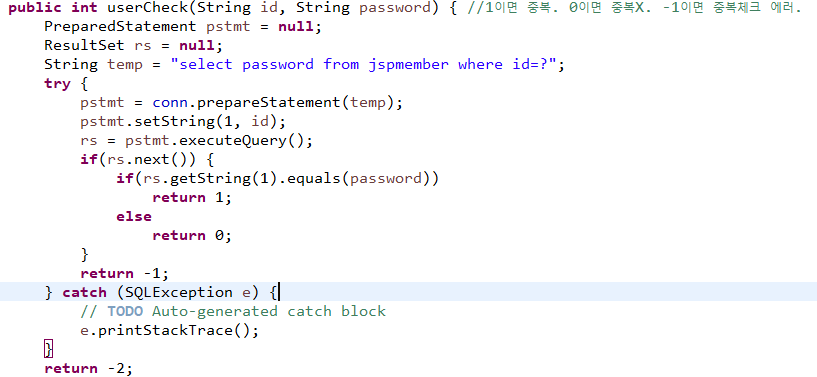 public int userCheck(String id, String password) { //1이면 중복. 0이면 중복X. -1이면 중복체크 에러.
    PreparedStatement pstmt = null;
    ResultSet rs = null;
    String temp = "select password from jspmember where id=?";
    try {
        pstmt = conn.prepareStatement(temp);
        pstmt.setString(1, id);
        rs = pstmt.executeQuery();
        if(rs.next()) {
            if(rs.getString(1).equals(password))
                return 1;
            else
                return 0;
        }
        return -1;
    } catch (SQLException e) {
        // TODO Auto-generated catch block
        e.printStackTrace();
    }
    return -2;